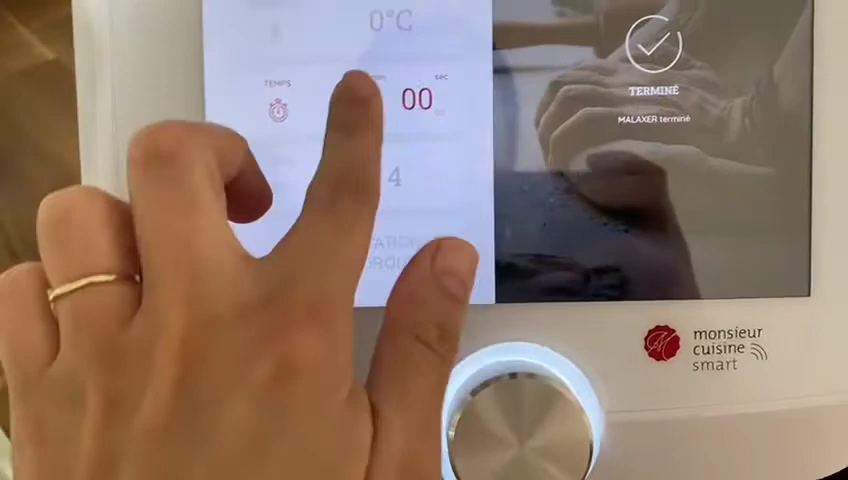 0°C
TEMPS
sec
00
4
TERMINÉ
MALAXER terminé
monsieur
cuisine
smart